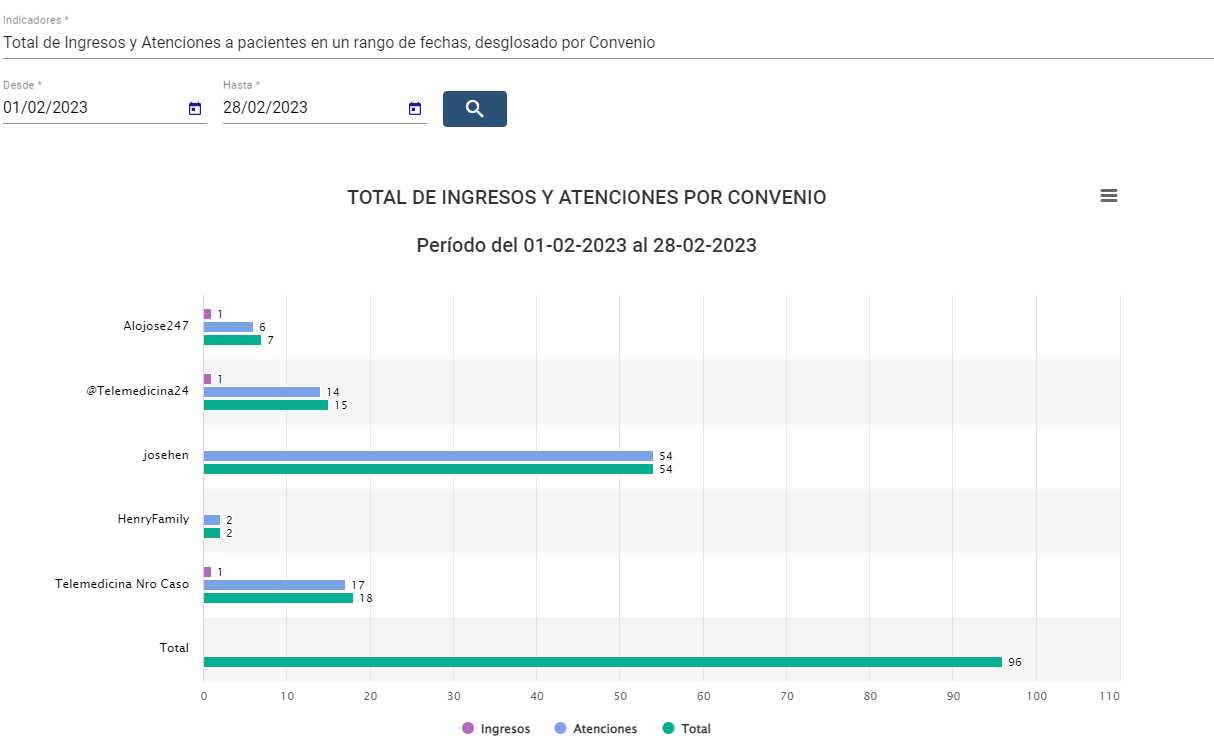 Indicadores *
Total de Ingresos y Atenciones a pacientes en un rango de fechas, desglosado por Convenio
Desde *
Hasta *
01/02/2023
28/02/2023
TOTAL DE INGRESOS Y ATENCIONES POR CONVENIO
Período del 01-02-2023 al 28-02-2023
Alojose247
1
6
7
@Telemedicina24
1
14
15
josehen
54
54
HenryFamily
2
2
Telemedicina Nro Caso
1
17
18
Total
96
0 10 20 30 40 50 60 70 80 90 100 110
Ingresos Atenciones Total